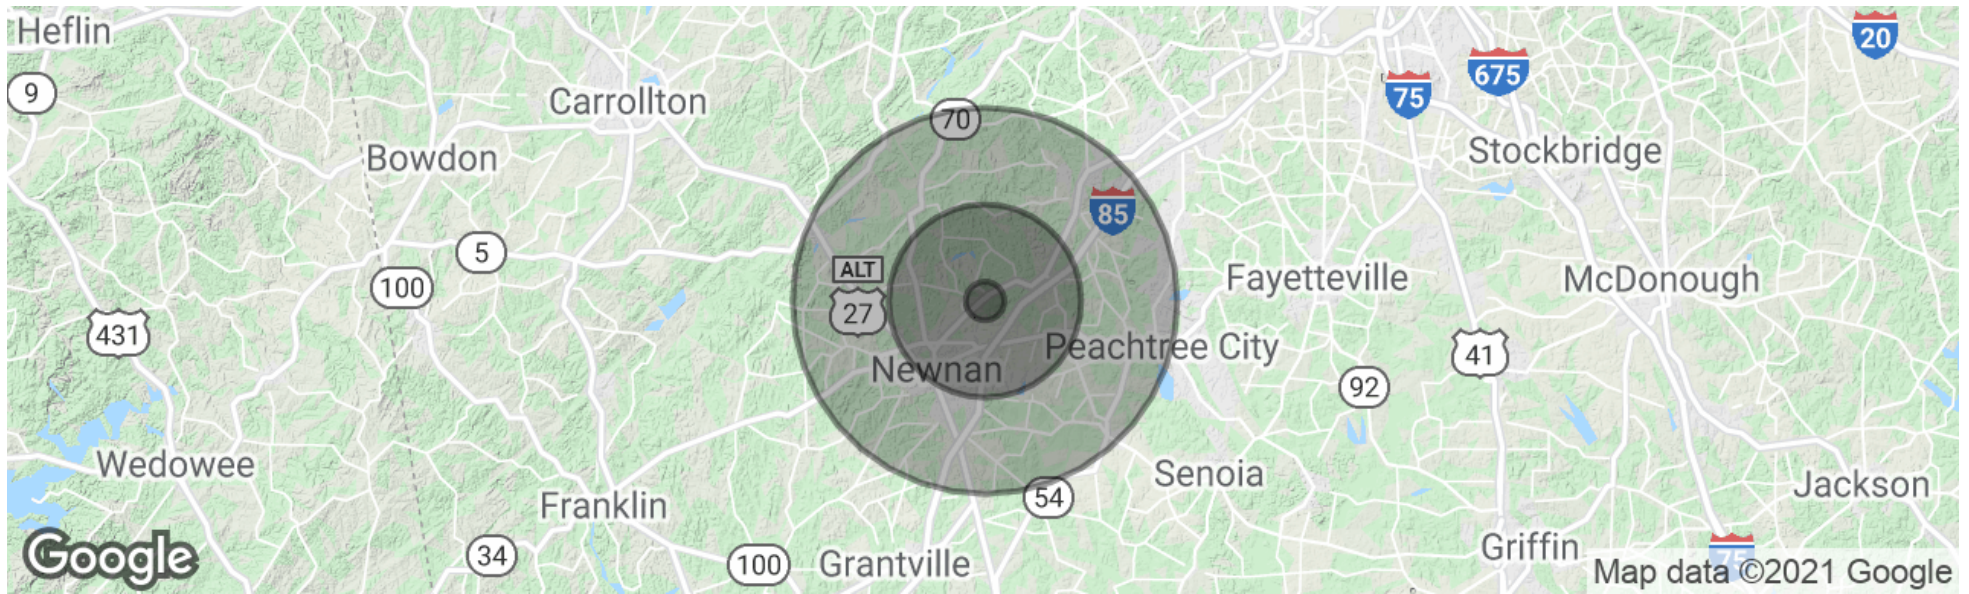 Heflin
20
675
9
75
Carrollton
70
Stockbridge
Bowdon
85
5
ALT
27
100
Fayetteville
McDonough
431
Peachtree City
41
Newnan
92
Wedowee
Senoia
Jackson
Franklin
54
Griffin
Google
34
100
Grantville
75
Map data ©2021 Google